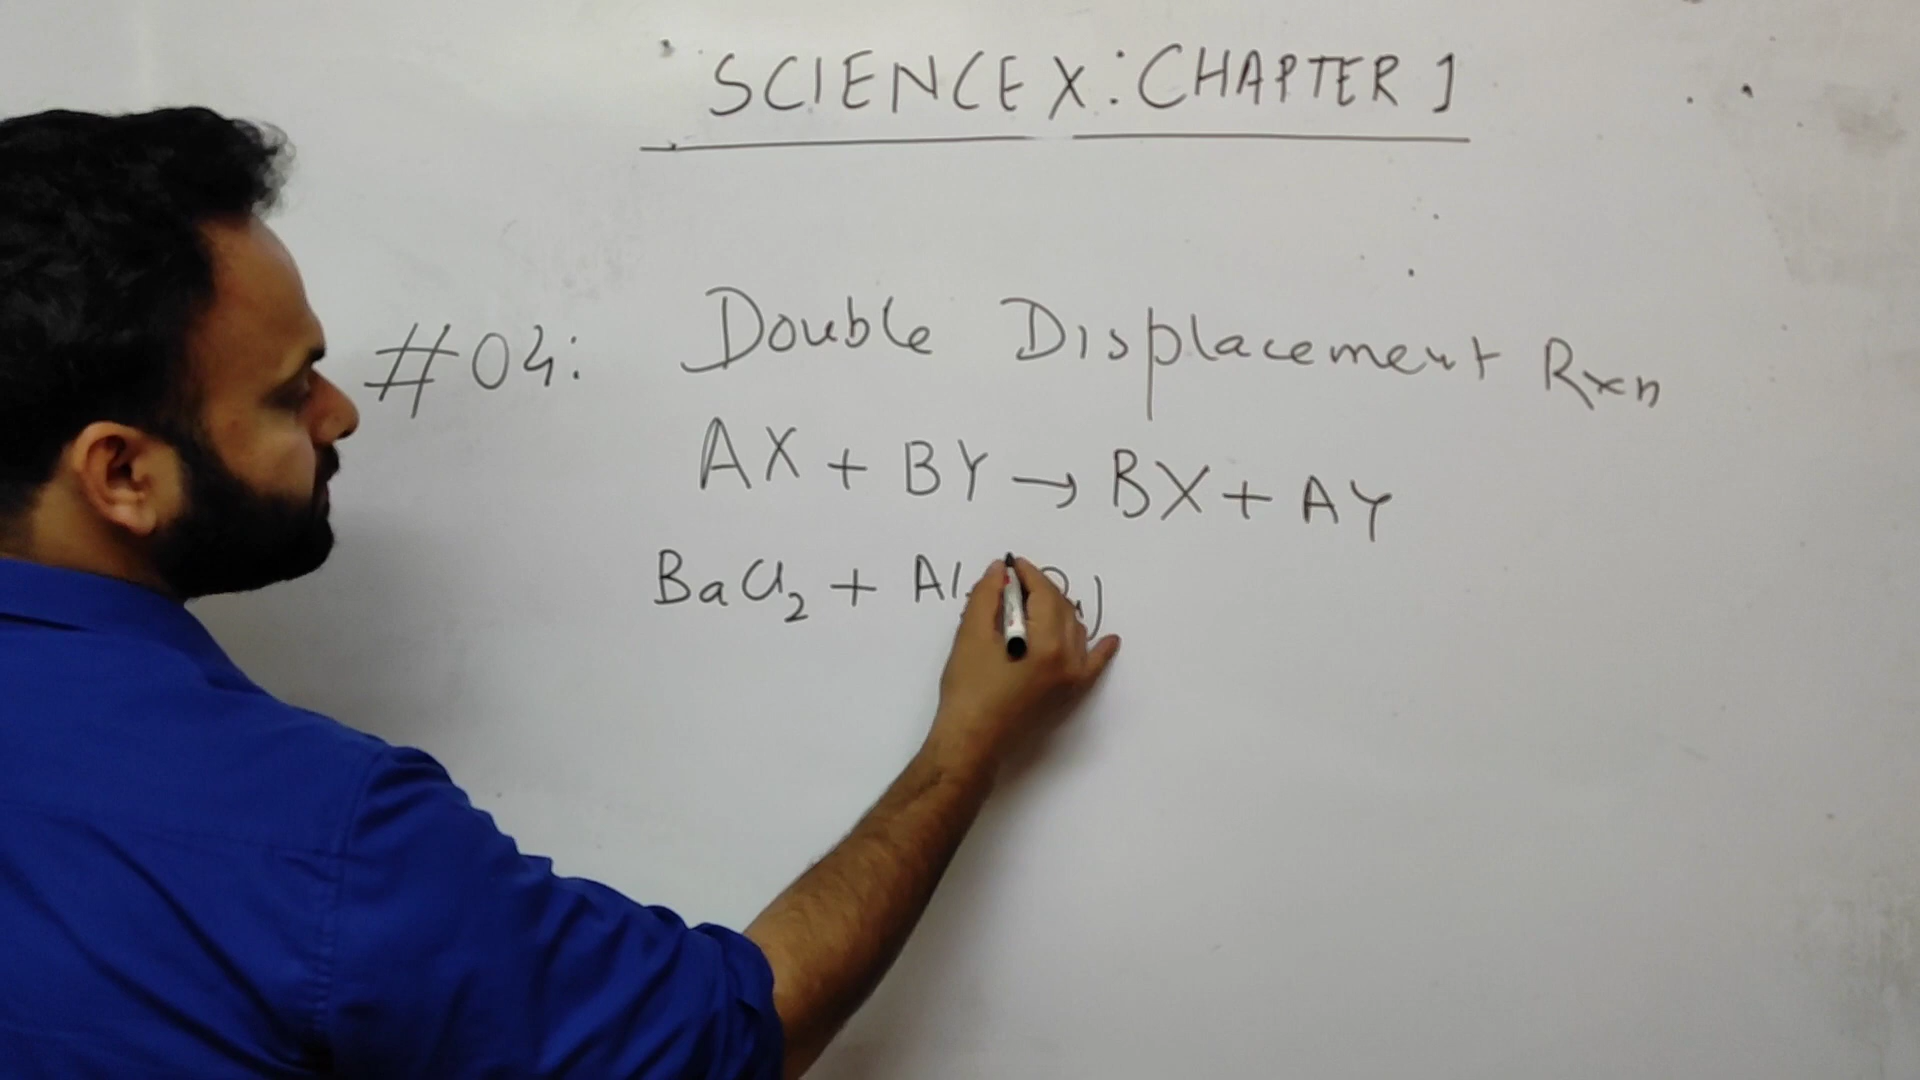 SCIENCE X: CHAPTER 1
#04: Double Displacement Rxn
AX + BY → BX + AY
BaCl₂ + Al